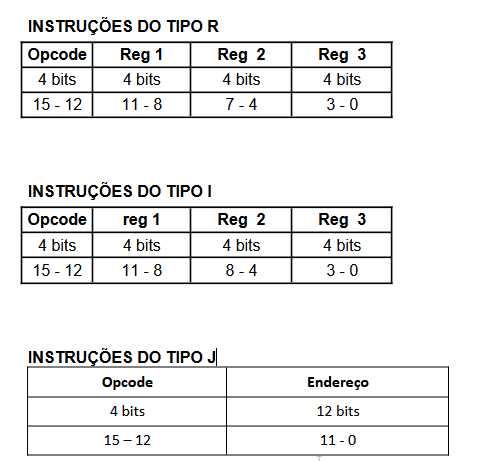 INSTRUÇÕES DO TIPO R
Opcode Reg 1 Reg 2 Reg 3
4 bits 4 bits 4 bits 4 bits
15 - 12 11 - 8 7 - 4 3 - 0
INSTRUÇÕES DO TIPO I
Opcode reg 1 Reg 2 Reg 3
4 bits 4 bits 4 bits 4 bits
15 - 12 11 - 8 8 - 4 3 - 0
INSTRUÇÕES DO TIPO J
Opcode Endereço
4 bits 12 bits
15 – 12 11 - 0